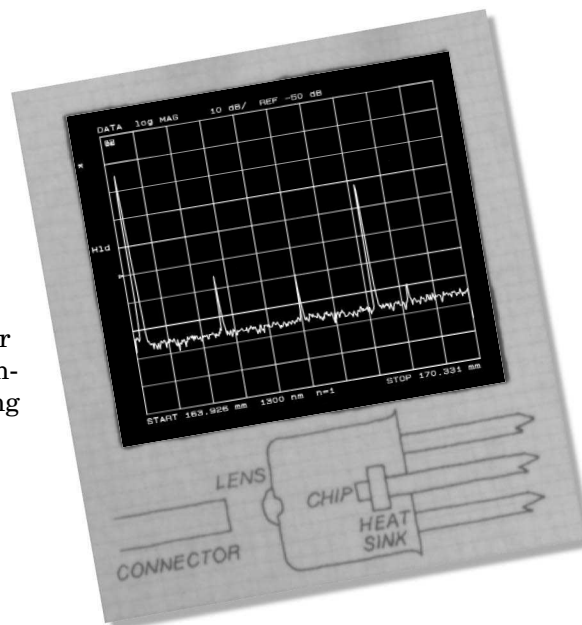 DATA log MAG 10 dB/ REF -50 dB
*
Hld
START 163.926 mm 1300 nm n=1 STOP 170.331 mm
r
n-
ng
LENS
CHIP
HEAT
SINK
CONNECTOR